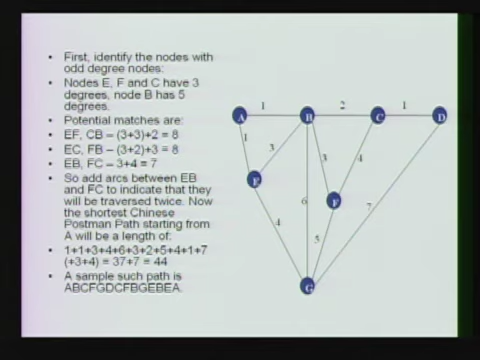 • First, identify the nodes with
odd degree nodes:
• Nodes E, F and C have 3
degrees, node B has 5
degrees.
• Potential matches are:
• EF, CB – (3+3)+2 = 8
• EC, FB – (3+2)+3 = 8
• EB, FC – 3+4 = 7
• So add arcs between EB
and FC to indicate that they
will be traversed twice. Now
the shortest Chinese
Postman Path starting from
A will be a length of:
• 1+1+3+4+6+3+2+5+4+1+7
(+3+4) = 37+7 = 44
• A sample such path is
ABCFGDCFBGEBEA.
1 2 1
A B C D
1 3 3 4
E F
6 7
4 5
G